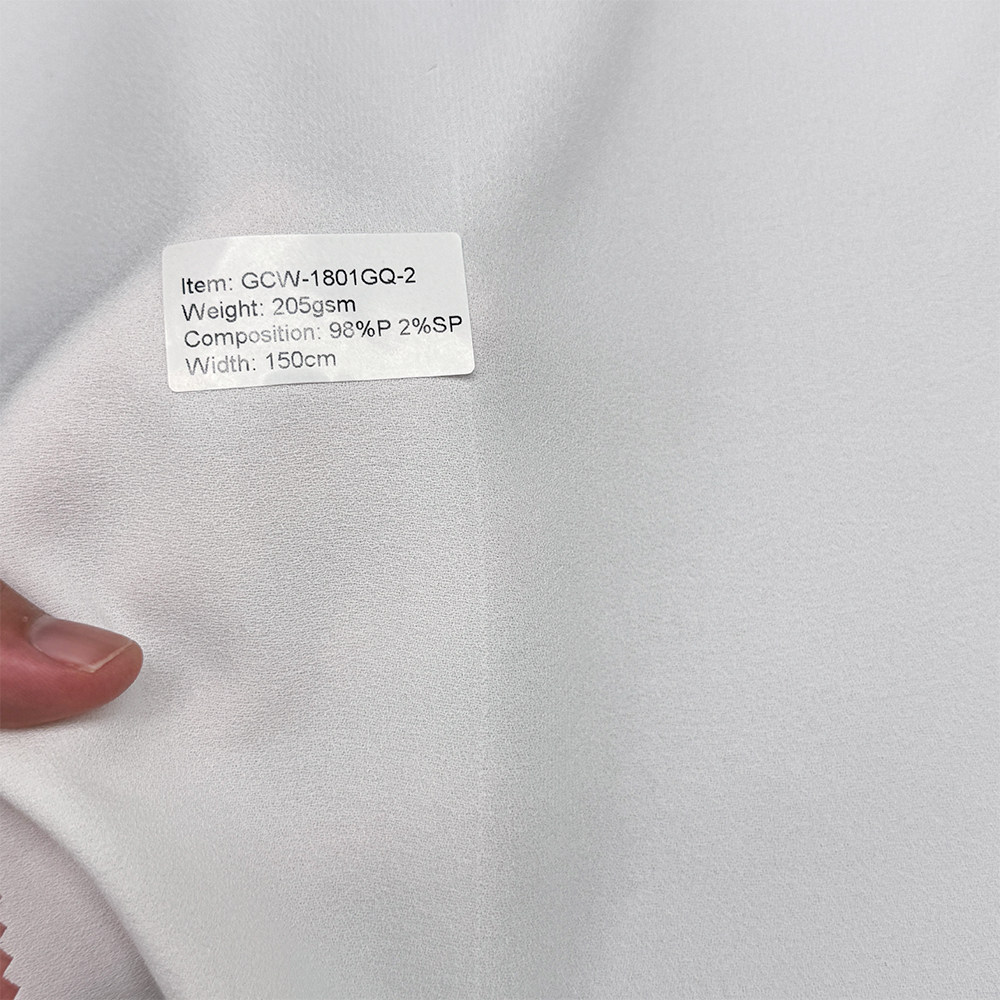 Item: GCW-1801GQ-2
Weight: 205gsm
Composition: 98%P 2%SP
Width: 150cm